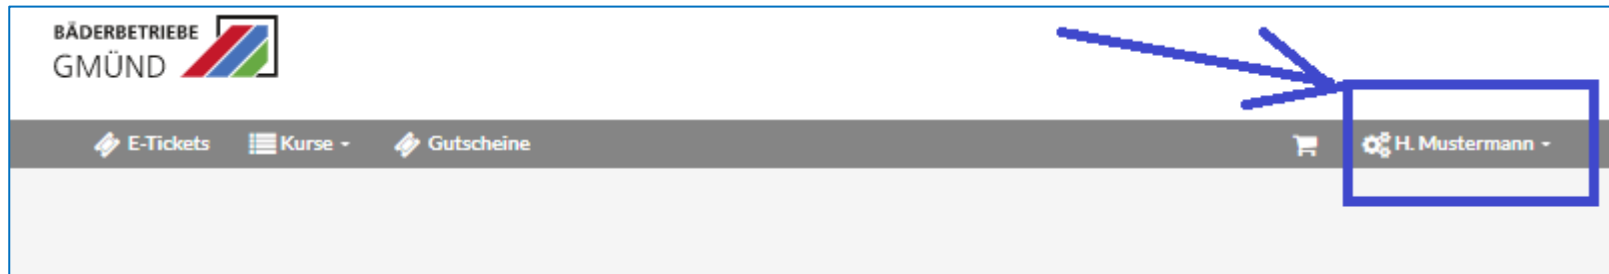 BÄDERBETRIEBE
GMÜND
E-Tickets Kurse Gutscheine H. Mustermann